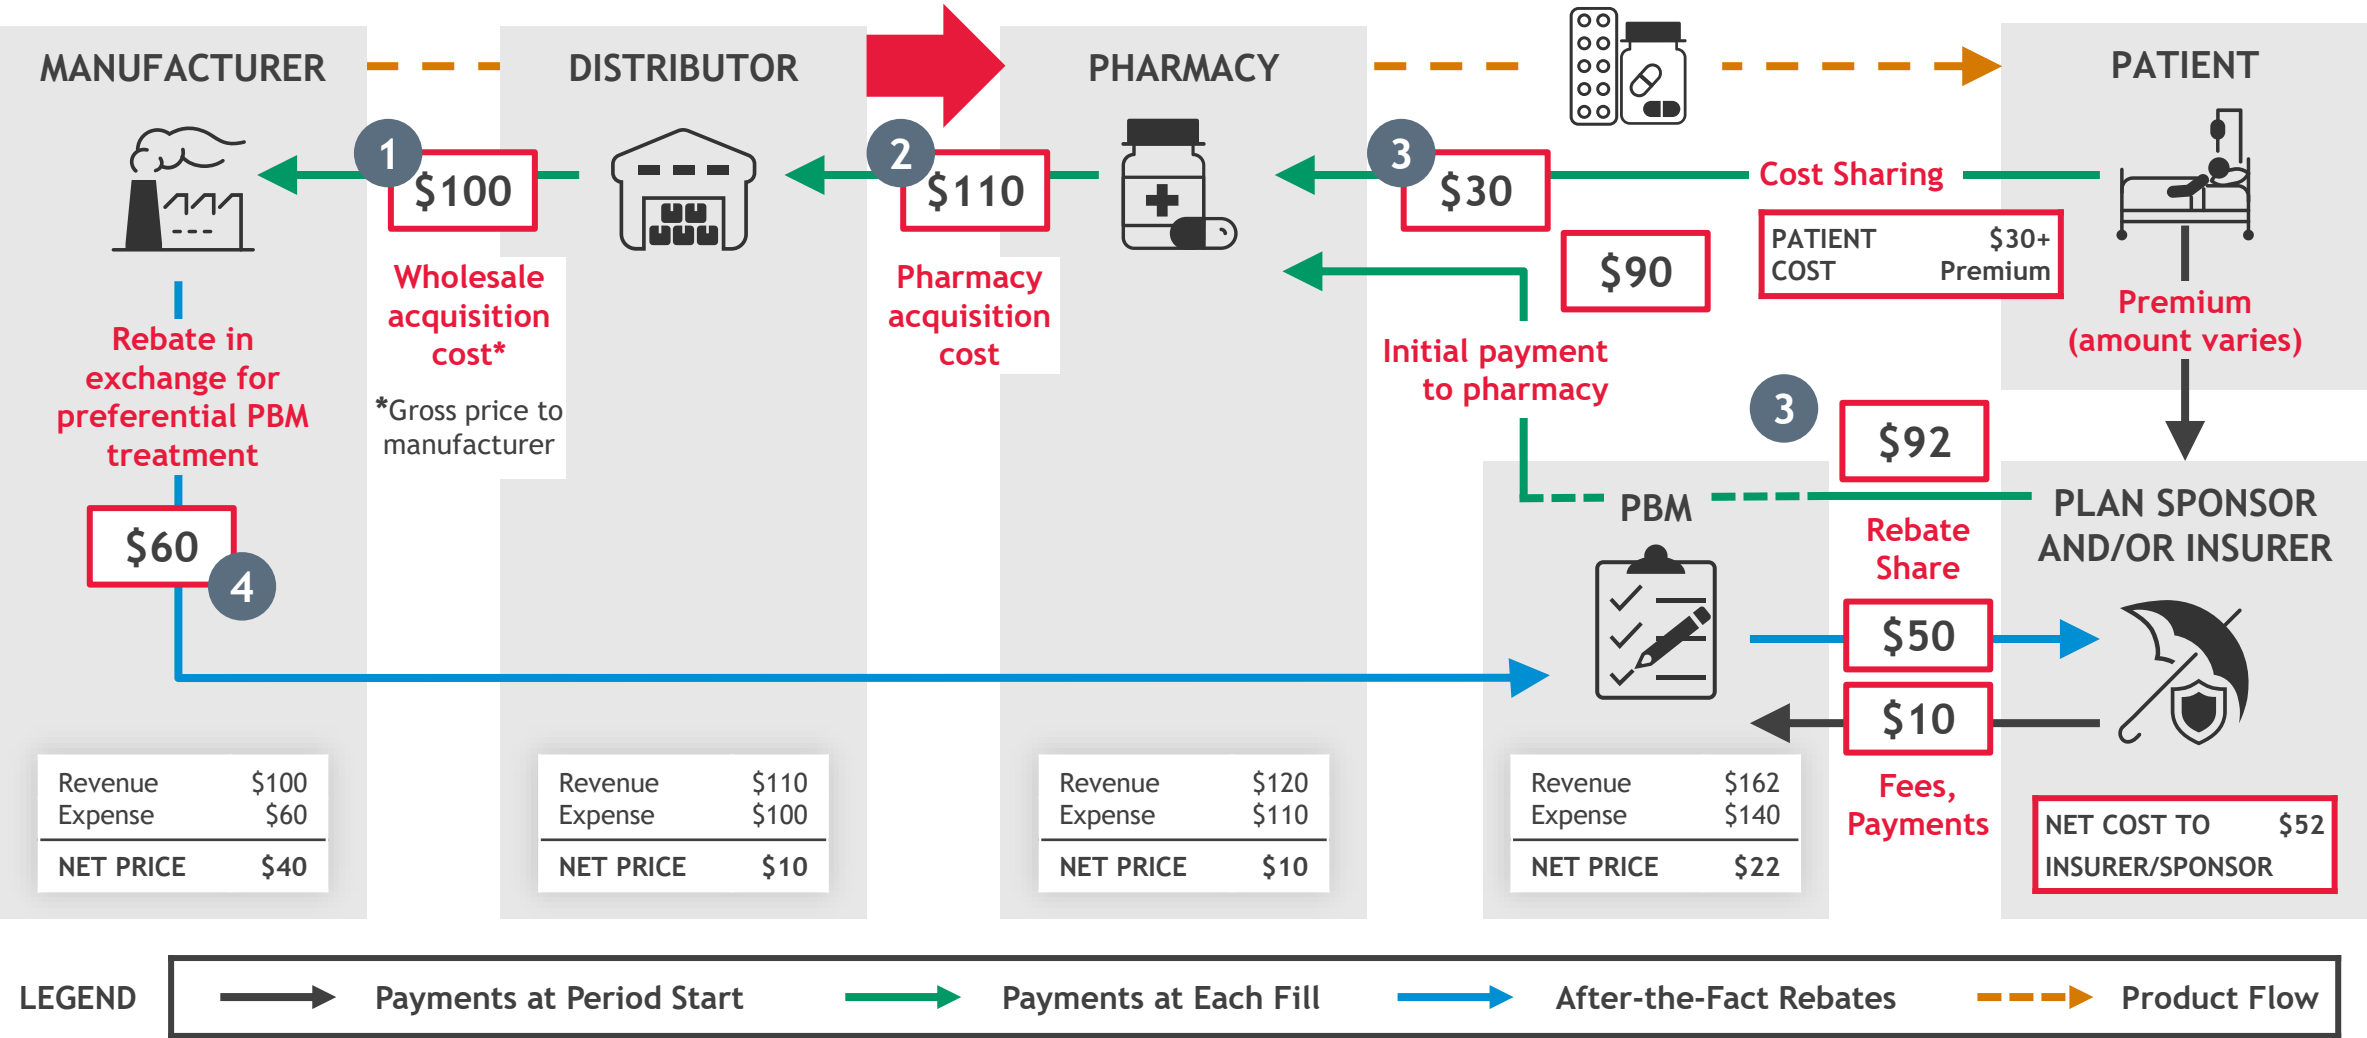 MANUFACTURER
DISTRIBUTOR
PHARMACY
PATIENT
1
$100
2
$110
3
$30
Cost Sharing
PATIENT $30+
COST Premium
$90
Wholesale
acquisition
cost*
*Gross price to
manufacturer
Pharmacy
acquisition
cost
Initial payment
to pharmacy
Premium
(amount varies)
Rebate in
exchange for
preferential PBM
treatment
$60
4
3
$92
PBM
PLAN SPONSOR
AND/OR INSURER
Rebate
Share
$50
$10
Fees,
Payments
Revenue $100
Expense $60
NET PRICE $40
Revenue $110
Expense $100
NET PRICE $10
Revenue $120
Expense $110
NET PRICE $10
Revenue $162
Expense $140
NET PRICE $22
NET COST TO $52
INSURER/SPONSOR
LEGEND
Payments at Period Start
Payments at Each Fill
After-the-Fact Rebates
Product Flow